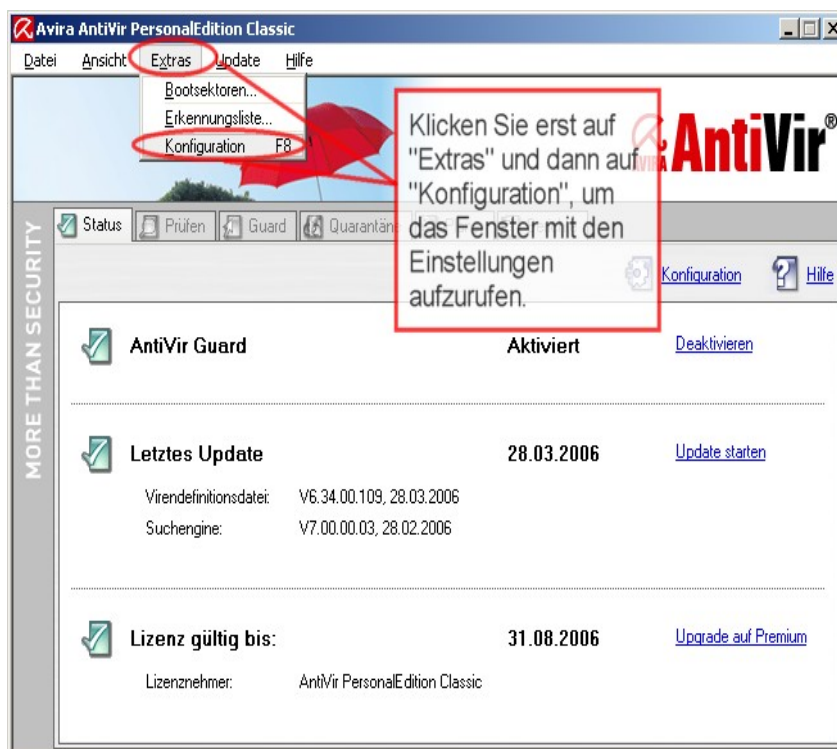 Avira AntiVir PersonalEdition Classic
Datei Ansicht Extras Update Hilfe
Bootsektoren...
Erkennungsliste...
Konfiguration F8
Klicken Sie erst auf
"Extras" und dann auf
"Konfiguration", um
das Fenster mit den
Einstellungen
aufzurufen.
AVIRA AntiVir®
Status Prüfen Guard Quarantäne
Konfiguration Hilfe
MORE THAN SECURITY
AntiVir Guard Aktiviert Deaktivieren
Letztes Update 28.03.2006 Update starten
Virendefinitionsdatei: V6.34.00.109, 28.03.2006
Suchengine: V7.00.00.03, 28.02.2006
Lizenz gültig bis: 31.08.2006 Upgrade auf Premium
Lizenznehmer: AntiVir PersonalEdition Classic